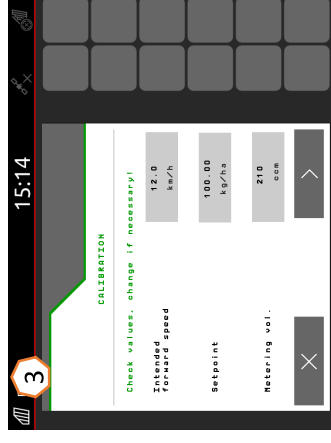 3
15:14
CALIBRATION
Check values, change if necessary!
Intended
forward speed
12.0
km/h
Setpoint
100.00
kg/ha
Metering vol.
210
ccm